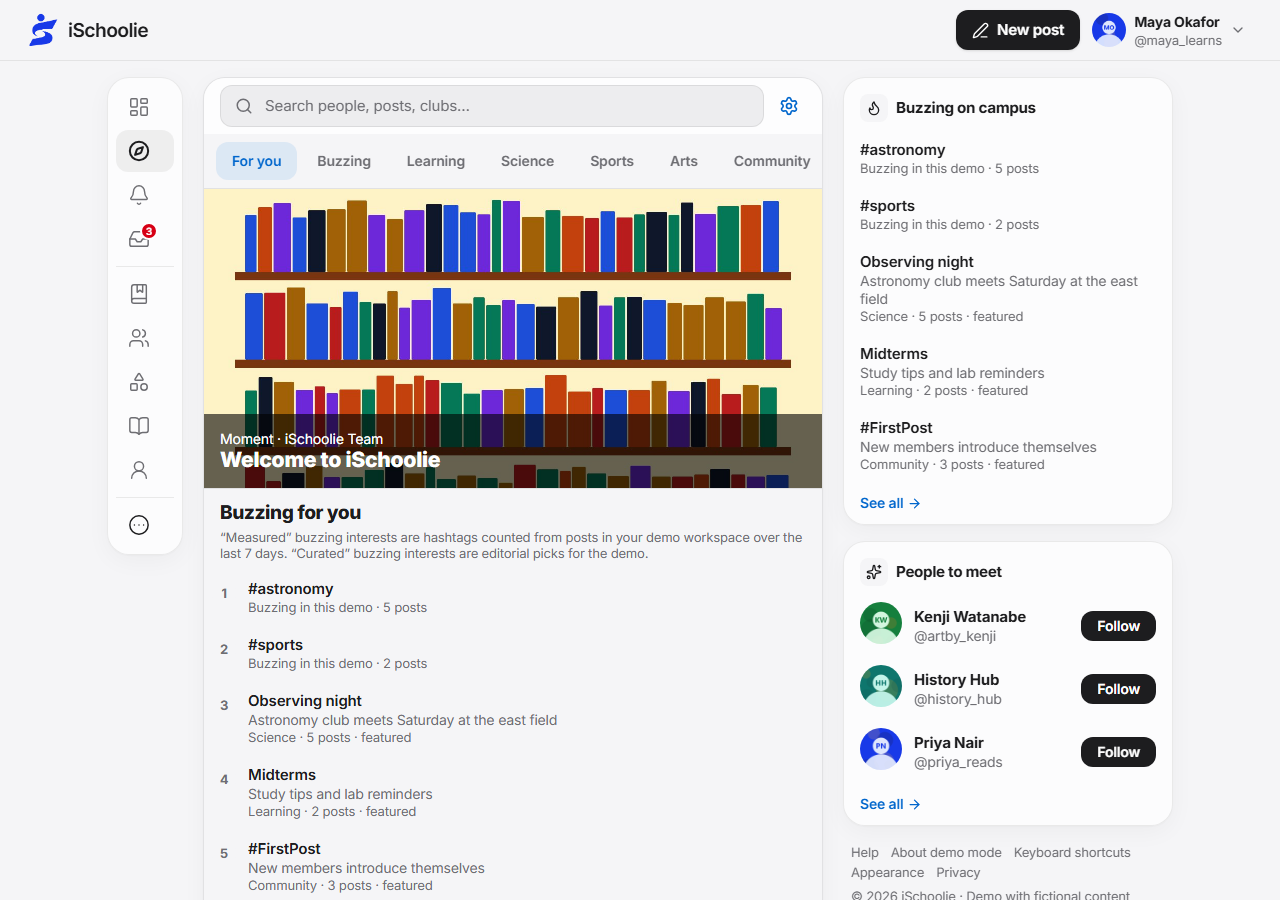 iSchoolie
New post
MO
Maya Okafor
@maya_learns
3
Search people, posts, clubs...
For you
Buzzing
Learning
Science
Sports
Arts
Community
Moment · iSchoolie Team
Welcome to iSchoolie
Buzzing for you
“Measured” buzzing interests are hashtags counted from posts in your demo workspace over the
last 7 days. “Curated” buzzing interests are editorial picks for the demo.
1
#astronomy
Buzzing in this demo · 5 posts
2
#sports
Buzzing in this demo · 2 posts
3
Observing night
Astronomy club meets Saturday at the east field
Science · 5 posts · featured
4
Midterms
Study tips and lab reminders
Learning · 2 posts · featured
5
#FirstPost
New members introduce themselves
Community · 3 posts · featured
Buzzing on campus
#astronomy
Buzzing in this demo · 5 posts
#sports
Buzzing in this demo · 2 posts
Observing night
Astronomy club meets Saturday at the east
field
Science · 5 posts · featured
Midterms
Study tips and lab reminders
Learning · 2 posts · featured
#FirstPost
New members introduce themselves
Community · 3 posts · featured
See all →
People to meet
KW
Kenji Watanabe
@artby_kenji
Follow
HH
History Hub
@history_hub
Follow
PN
Priya Nair
@priya_reads
Follow
See all →
Help About demo mode Keyboard shortcuts
Appearance Privacy
© 2026 iSchoolie · Demo with fictional content